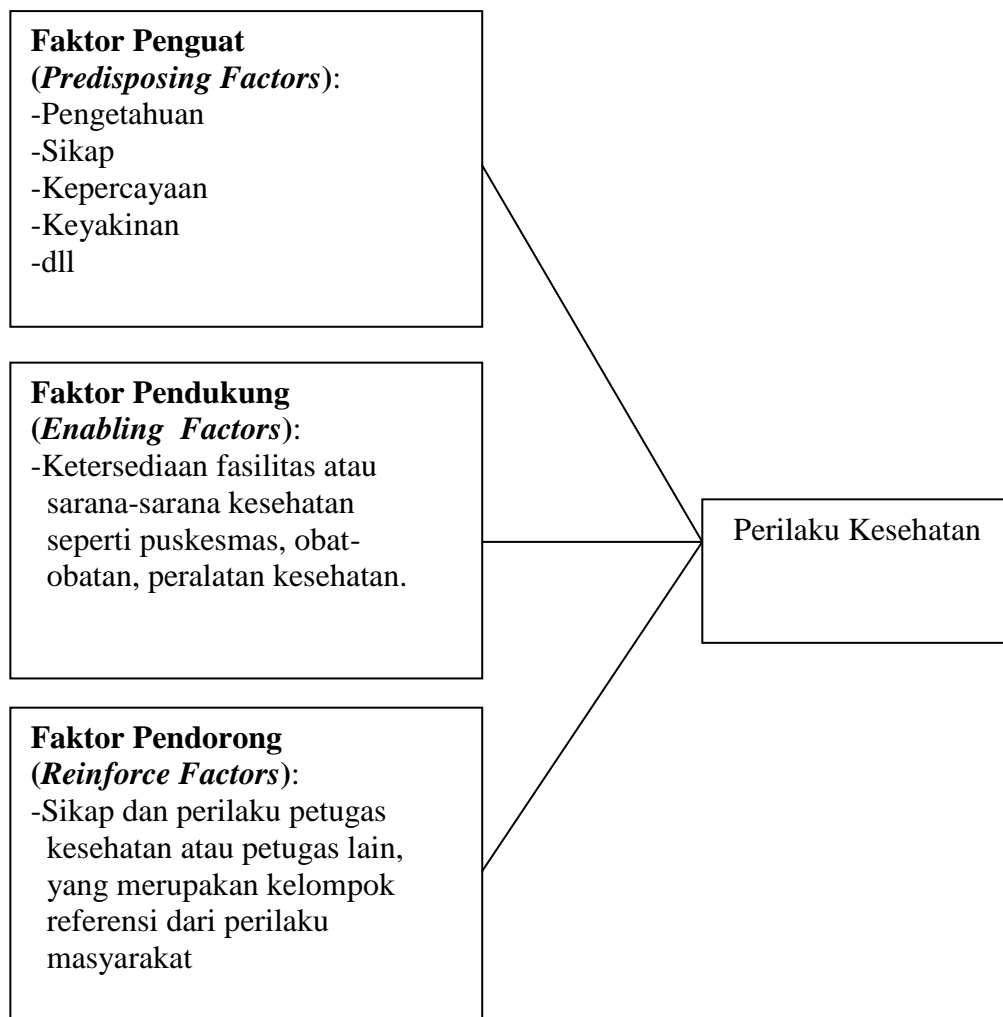 Faktor Penguat
(Predisposing Factors):
-Pengetahuan
-Sikap
-Kepercayaan
-Keyakinan
-dll
Faktor Pendukung
(Enabling Factors):
-Ketersediaan fasilitas atau
sarana-sarana kesehatan
seperti puskesmas, obat-
obatan, peralatan kesehatan.
Perilaku Kesehatan
Faktor Pendorong
(Reinforce Factors):
-Sikap dan perilaku petugas
kesehatan atau petugas lain,
yang merupakan kelompok
referensi dari perilaku
masyarakat